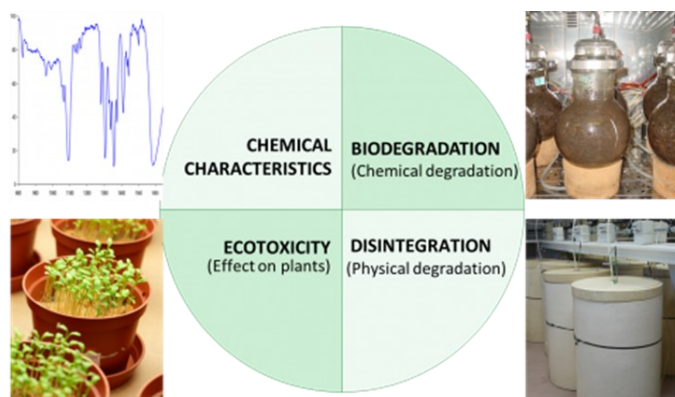 CHEMICAL
CHARACTERISTICS
BIODEGRADATION
(Chemical degradation)
ECOTOXICITY
(Effect on plants)
DISINTEGRATION
(Physical degradation)